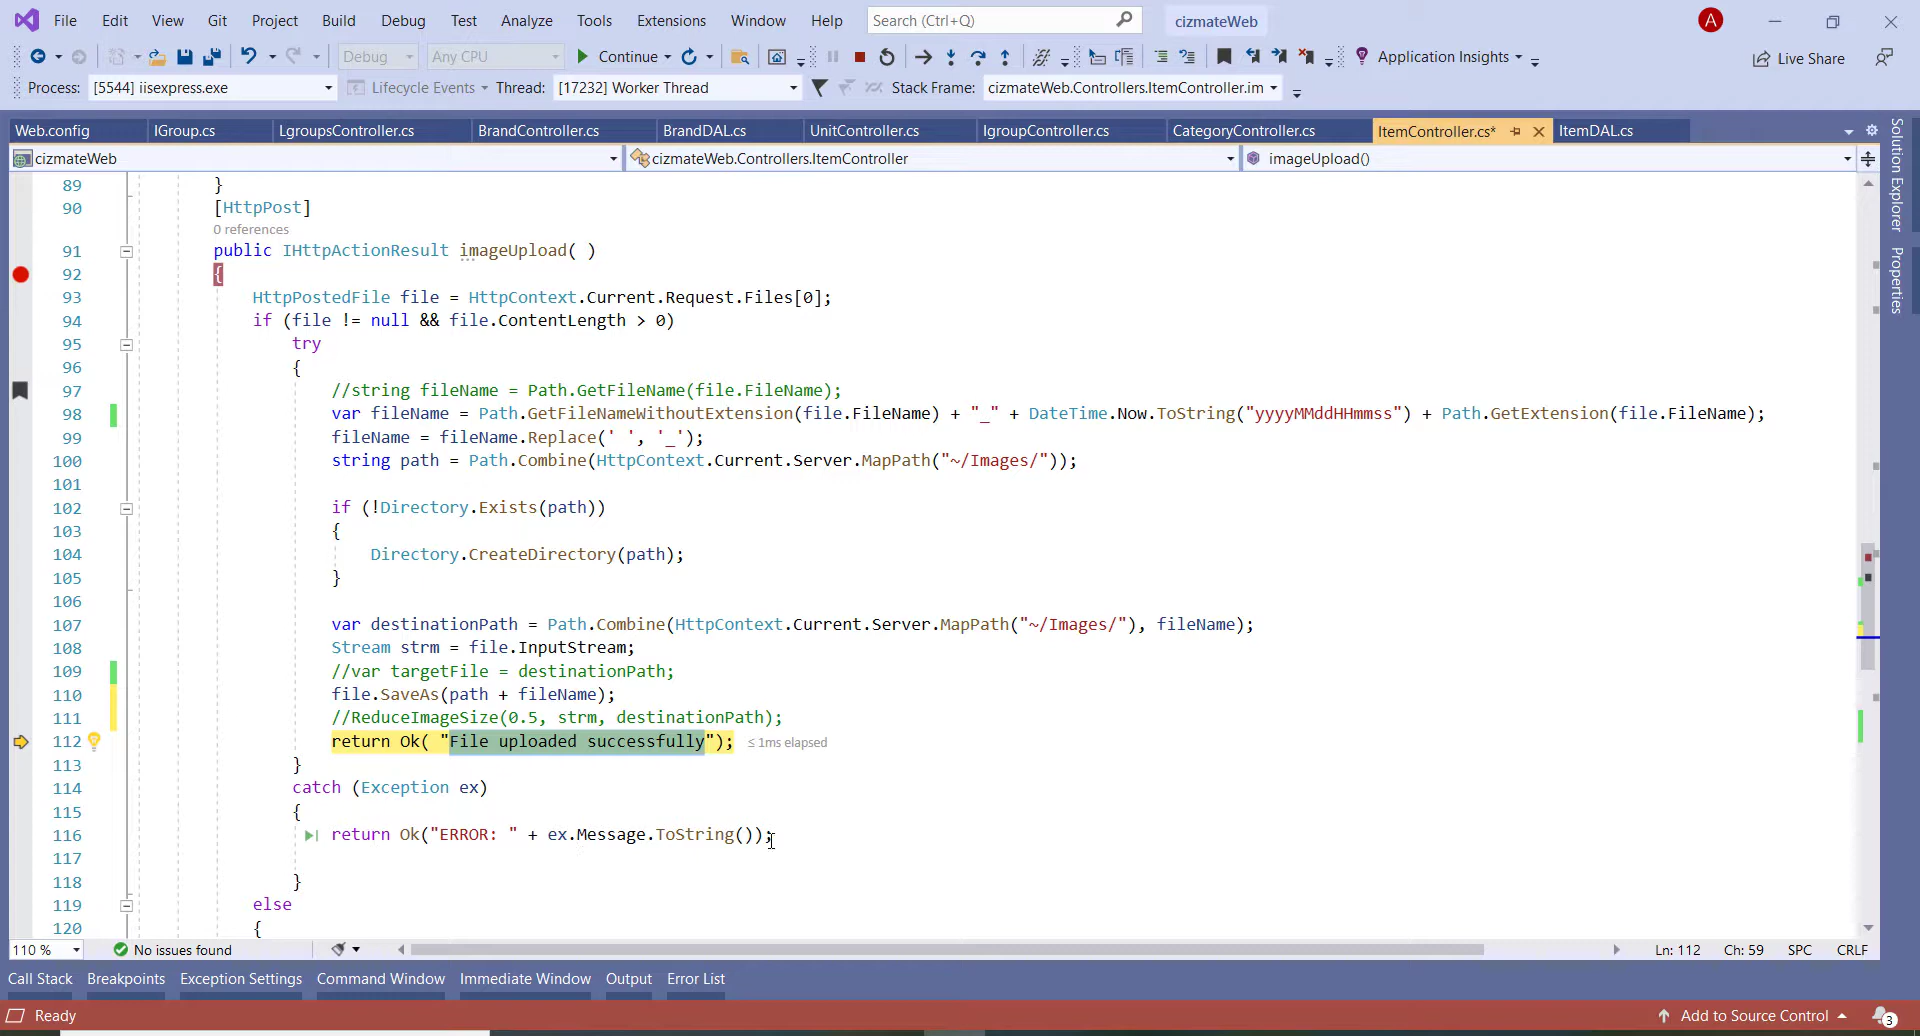 File Edit View Git Project Build Debug Test Analyze Tools Extensions Window Help Search (Ctrl+Q) cizmateWeb A
Debug Any CPU Continue Application Insights Live Share
Process: [5544] iisexpress.exe Lifecycle Events Thread: [17232] Worker Thread Stack Frame: cizmateWeb.Controllers.ItemController.im
Web.config IGroup.cs LgroupsController.cs BrandController.cs BrandDAL.cs UnitController.cs IgroupController.cs CategoryController.cs ItemController.cs* ItemDAL.cs
cizmateWeb cizmateWeb.Controllers.ItemController imageUpload()
Solution Explorer
Properties
89 }
90 [HttpPost]
0 references
91 public IHttpActionResult imageUpload( )
92 {
93 HttpPostedFile file = HttpContext.Current.Request.Files[0];
94 if (file != null && file.ContentLength > 0)
95 try
96 {
97 //string fileName = Path.GetFileName(file.FileName);
98 var fileName = Path.GetFileNameWithoutExtension(file.FileName) + "_" + DateTime.Now.ToString("yyyyMMddHHmmss") + Path.GetExtension(file.FileName);
99 fileName = fileName.Replace(' ', '_');
100 string path = Path.Combine(HttpContext.Current.Server.MapPath("~/Images/"));
101
102 if (!Directory.Exists(path))
103 {
104 Directory.CreateDirectory(path);
105 }
106
107 var destinationPath = Path.Combine(HttpContext.Current.Server.MapPath("~/Images/"), fileName);
108 Stream strm = file.InputStream;
109 //var targetFile = destinationPath;
110 file.SaveAs(path + fileName);
111 //ReduceImageSize(0.5, strm, destinationPath);
112 return Ok( "File uploaded successfully"); ≤ 1ms elapsed
113 }
114 catch (Exception ex)
115 {
116 return Ok("ERROR: " + ex.Message.ToString());
117
118 }
119 else
120 {
110 % No issues found Ln: 112 Ch: 59 SPC CRLF
Call Stack Breakpoints Exception Settings Command Window Immediate Window Output Error List
Ready Add to Source Control 3